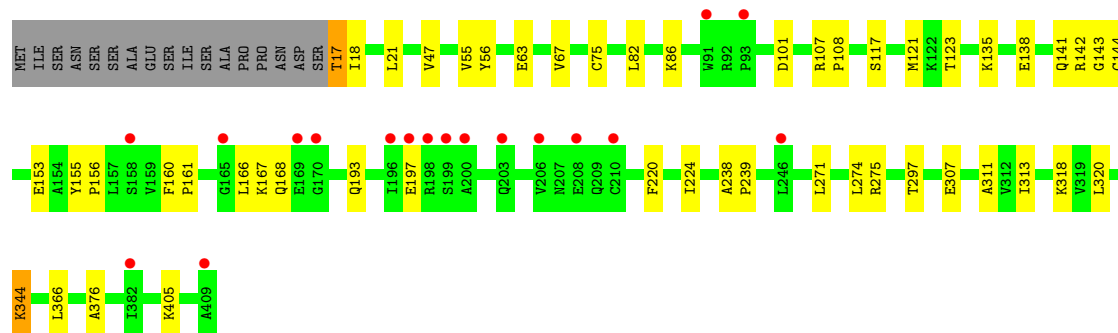 MET ILE SER ASN SER SER ALA GLU SER ILE SER ALA PRO PRO ASN ASP SER T17 I18 L21 V47 V55 Y56 E63 V67 C75 L82 K86 W91 R92 P93 D101 R107 P108 S117 M121 K122 T123 K135 E138 Q141 R142 G143 C144
E153 A154 Y155 P156 L157 S158 V159 F160 P161 G165 L166 K167 Q168 E169 G170 Q193 I196 E197 R198 S199 A200 Q203 V206 N207 E208 Q209 C210 F220 I224 A238 P239 L246 L271 L274 R275 T297 E307 A311 V312 I313 K318 V319 L320
K344 L366 A376 I382 K405 A409